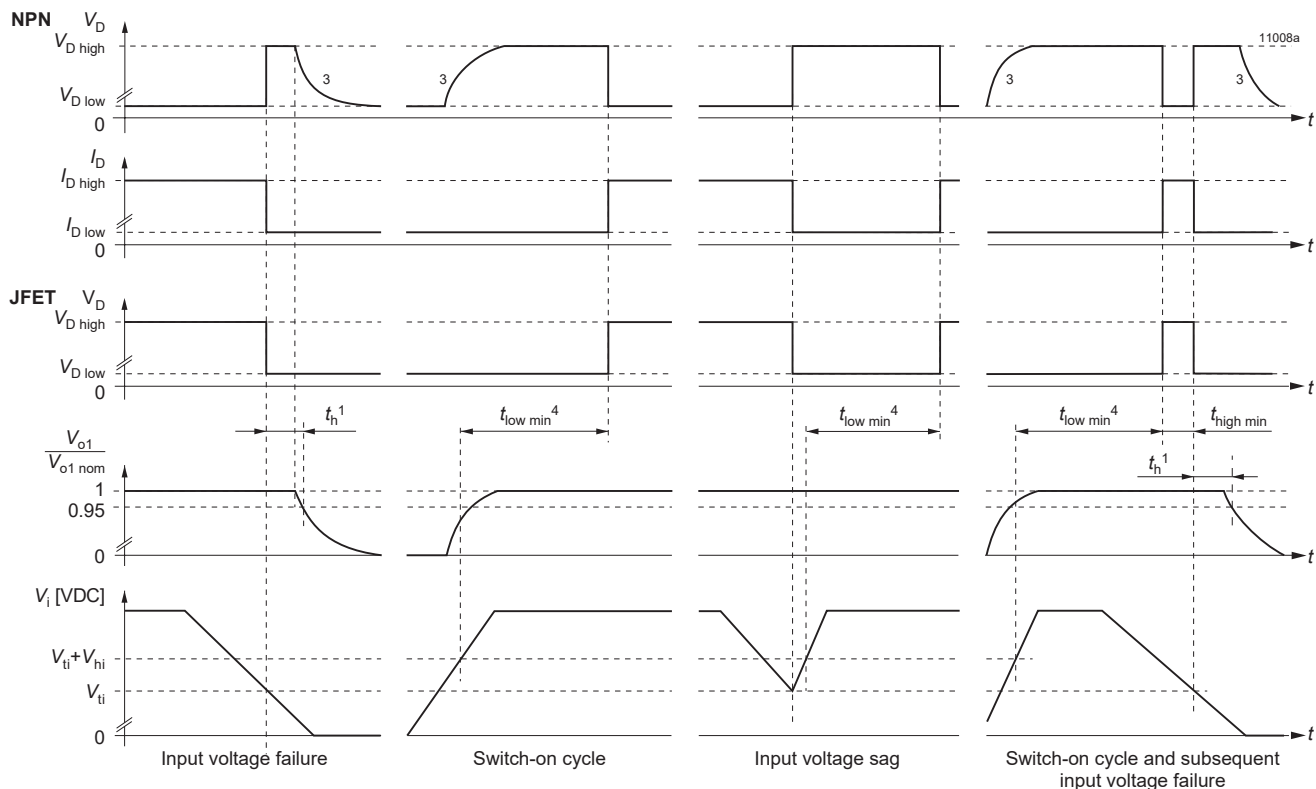 NPN
V_D
V_D high
3
3
3
3
11008a
V_D low
0
t
I_D
I_D high
I_D low
0
t
JFET V_D
V_D high
V_D low
0
t
t_h^1
t_low min^4
t_low min^4
t_low min^4
t_high min
V_o1
V_o1 nom
t_h^1
1
0.95
0
t
V_i [VDC]
V_ti+V_hi
V_ti
0
t
Input voltage failure
Switch-on cycle
Input voltage sag
Switch-on cycle and subsequent
input voltage failure